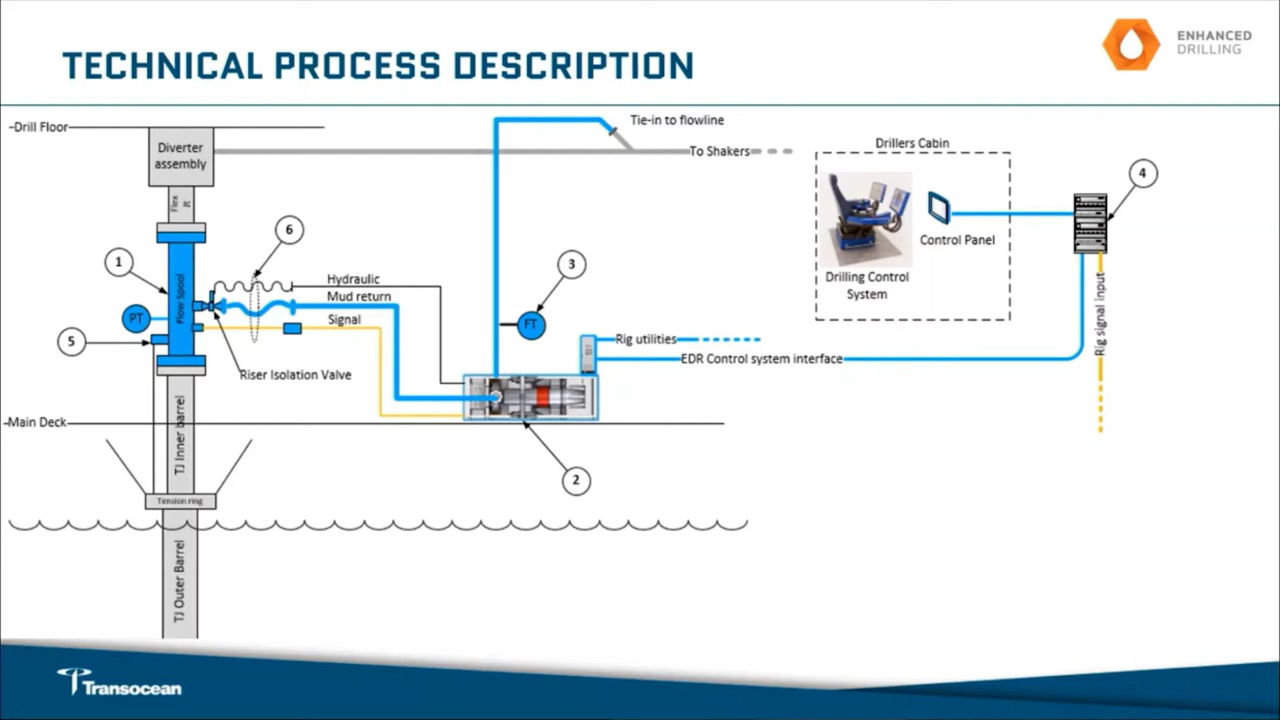 TECHNICAL PROCESS DESCRIPTION
ENHANCED
DRILLING
Drill Floor
Diverter
assembly
Flex
Jt
Tie-in to flowline
To Shakers
Drillers Cabin
Control Panel
Drilling Control
System
4
6
1
3
Hydraulic
Mud return
Signal
Flow Spool
PT
FT
5
Rig utilities
EDR Control system interface
Rig signal input
Riser Isolation Valve
Main Deck
TJ Inner barrel
2
Tension ring
TJ Outer Barrel
Transocean